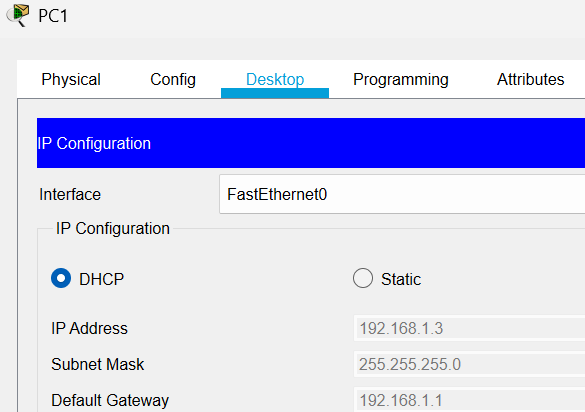 PC1
Physical Config Desktop Programming Attributes
IP Configuration
Interface FastEthernet0
IP Configuration
DHCP Static
IP Address 192.168.1.3
Subnet Mask 255.255.255.0
Default Gateway 192.168.1.1